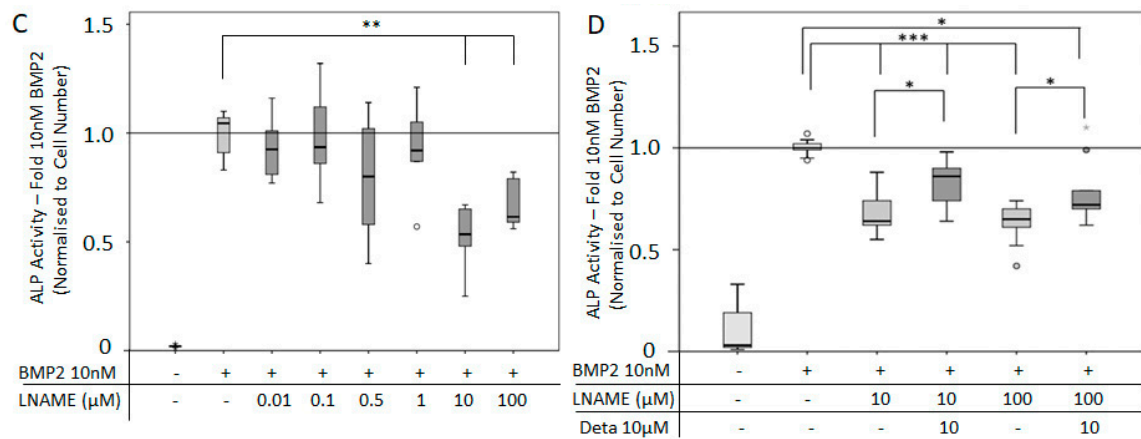 C
ALP Activity – Fold 10nM BMP2
(Normalised to Cell Number)
1.5
1.0
0.5
0
**
BMP2 10nM - + + + + + + +
LNAME (µM) - - 0.01 0.1 0.5 1 10 100
D
ALP Activity – Fold 10nM BMP2
(Normalised to Cell Number)
1.5
1.0
0.5
0
*
***
*
*
BMP2 10nM - + + + + +
LNAME (µM) - - 10 10 100 100
Deta 10µM - - - 10 - 10